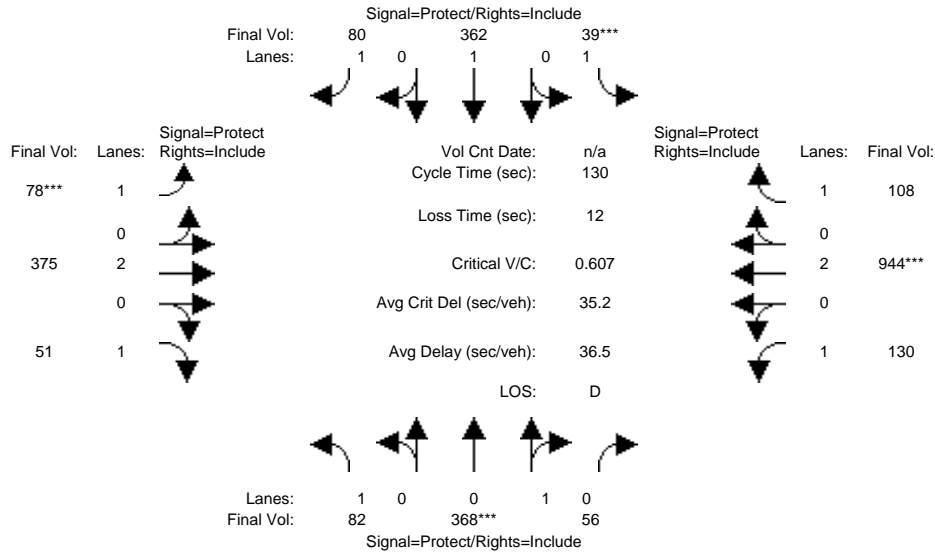 Signal=Protect/Rights=Include
Final Vol: 80 362 39***
Lanes: 1 0 1 0 1
Signal=Protect
Final Vol: Lanes: Rights=Include
Vol Cnt Date: n/a
Signal=Protect
Rights=Include Lanes: Final Vol:
Cycle Time (sec): 130
78*** 1
1 108
Loss Time (sec): 12
0
0
375 2
Critical V/C: 0.607
2 944***
0
Avg Crit Del (sec/veh): 35.2
0
51 1
Avg Delay (sec/veh): 36.5
1 130
LOS: D
Lanes: 1 0 0 1 0
Final Vol: 82 368*** 56
Signal=Protect/Rights=Include